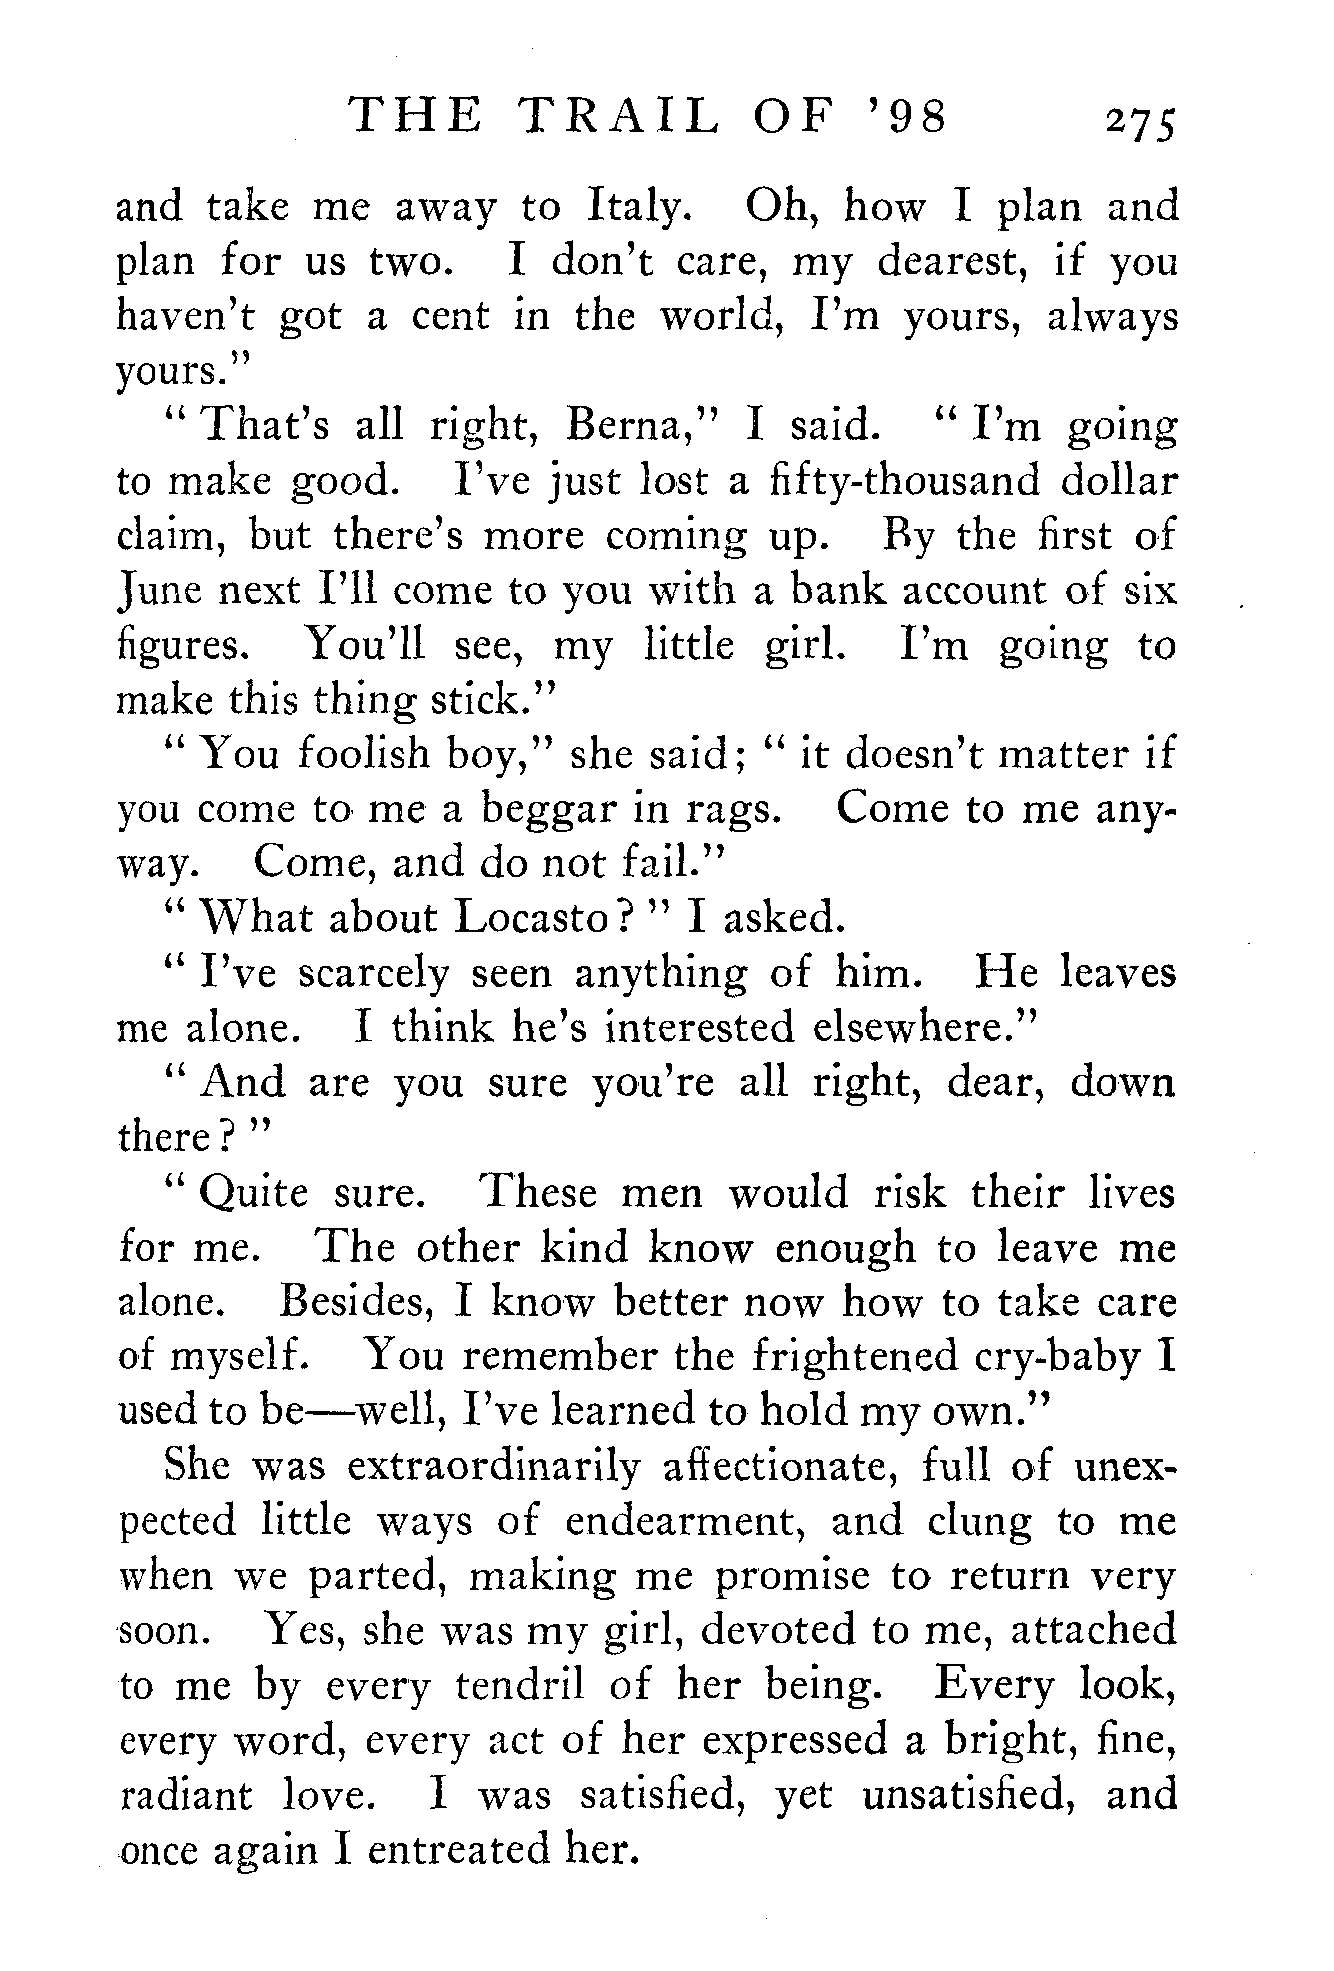 THE TRAIL OF ’98 275
and take me away to Italy. Oh, how I plan and
plan for us two. I don’t care, my dearest, if you
haven’t got a cent in the world, I’m yours, always
yours.”
“ That’s all right, Berna,” I said. “ I’m going
to make good. I’ve just lost a fifty-thousand dollar
claim, but there’s more coming up. By the first of
June next I’ll come to you with a bank account of six
figures. You’ll see, my little girl. I’m going to
make this thing stick.”
“ You foolish boy,” she said; “ it doesn’t matter if
you come to me a beggar in rags. Come to me any-
way. Come, and do not fail.”
“ What about Locasto? ” I asked.
“ I’ve scarcely seen anything of him. He leaves
me alone. I think he’s interested elsewhere.”
“ And are you sure you’re all right, dear, down
there? ”
“ Quite sure. These men would risk their lives
for me. The other kind know enough to leave me
alone. Besides, I know better now how to take care
of myself. You remember the frightened cry-baby I
used to be—well, I’ve learned to hold my own.”
She was extraordinarily affectionate, full of unex-
pected little ways of endearment, and clung to me
when we parted, making me promise to return very
soon. Yes, she was my girl, devoted to me, attached
to me by every tendril of her being. Every look,
every word, every act of her expressed a bright, fine,
radiant love. I was satisfied, yet unsatisfied, and
once again I entreated her.